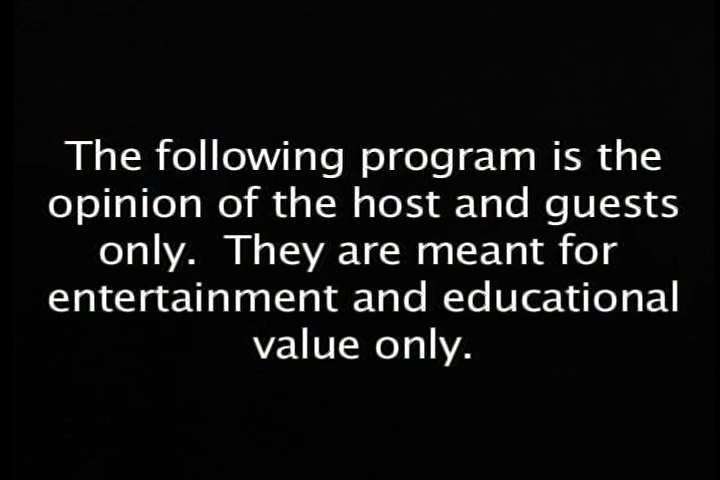 The following program is the
opinion of the host and guests
only.  They are meant for
entertainment and educational
value only.